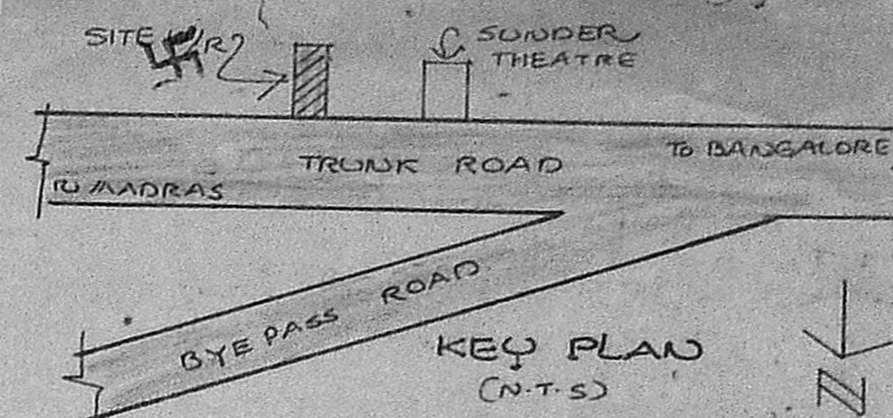 SITE
SUNDER
THEATRE
TRUNK ROAD
TO BANGALORE
MADRAS
BYE PASS ROAD
KEY PLAN
(N.T.S)
N